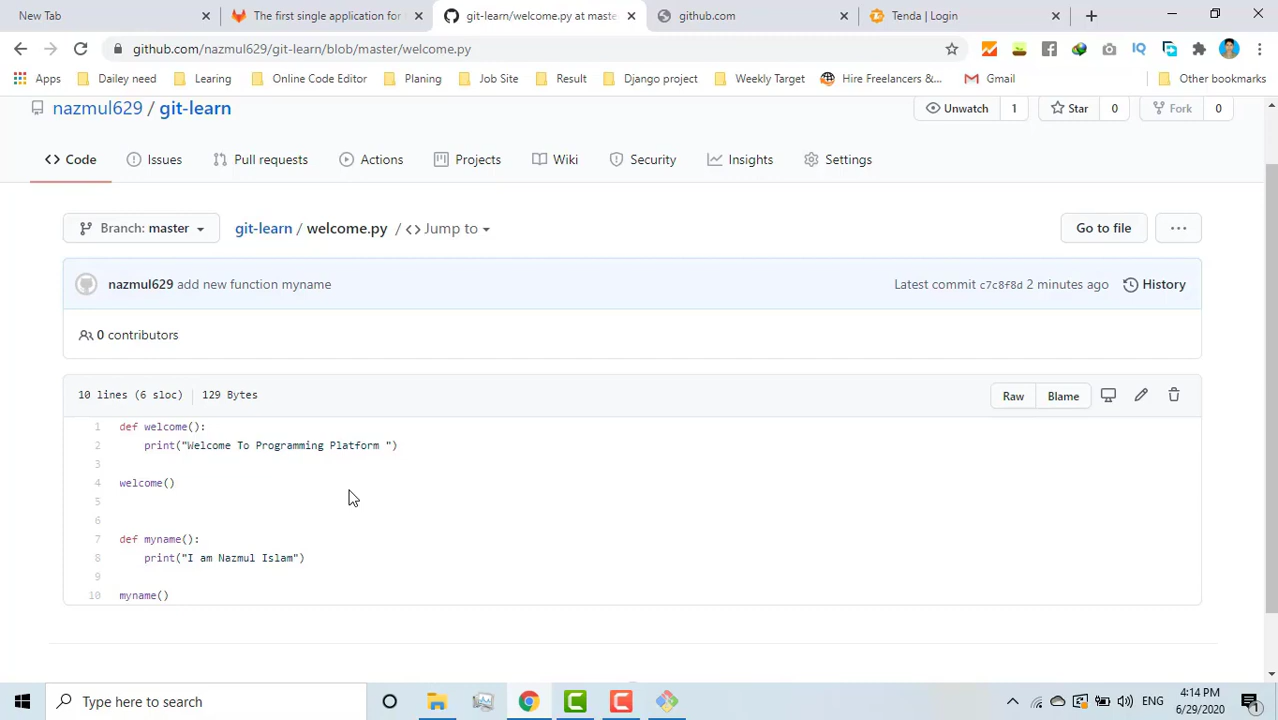 New Tab
The first single application for
git-learn/welcome.py at maste
github.com
Tenda | Login
github.com/nazmul629/git-learn/blob/master/welcome.py
IQ
Apps
Dailey need
Learing
Online Code Editor
Planing
Job Site
Result
Django project
Weekly Target
Hire Freelancers &...
Gmail
Other bookmarks
nazmul629 / git-learn
Unwatch 1
Star 0
Fork 0
Code
Issues
Pull requests
Actions
Projects
Wiki
Security
Insights
Settings
Branch: master
git-learn / welcome.py / <> Jump to
Go to file
nazmul629 add new function myname
Latest commit c7c8f8d 2 minutes ago
History
0 contributors
10 lines (6 sloc) | 129 Bytes
Raw
Blame
1 def welcome():
2 print("Welcome To Programming Platform ")
3
4 welcome()
5
6
7 def myname():
8 print("I am Nazmul Islam")
9
10 myname()
Type here to search
ENG
4:14 PM
6/29/2020
1